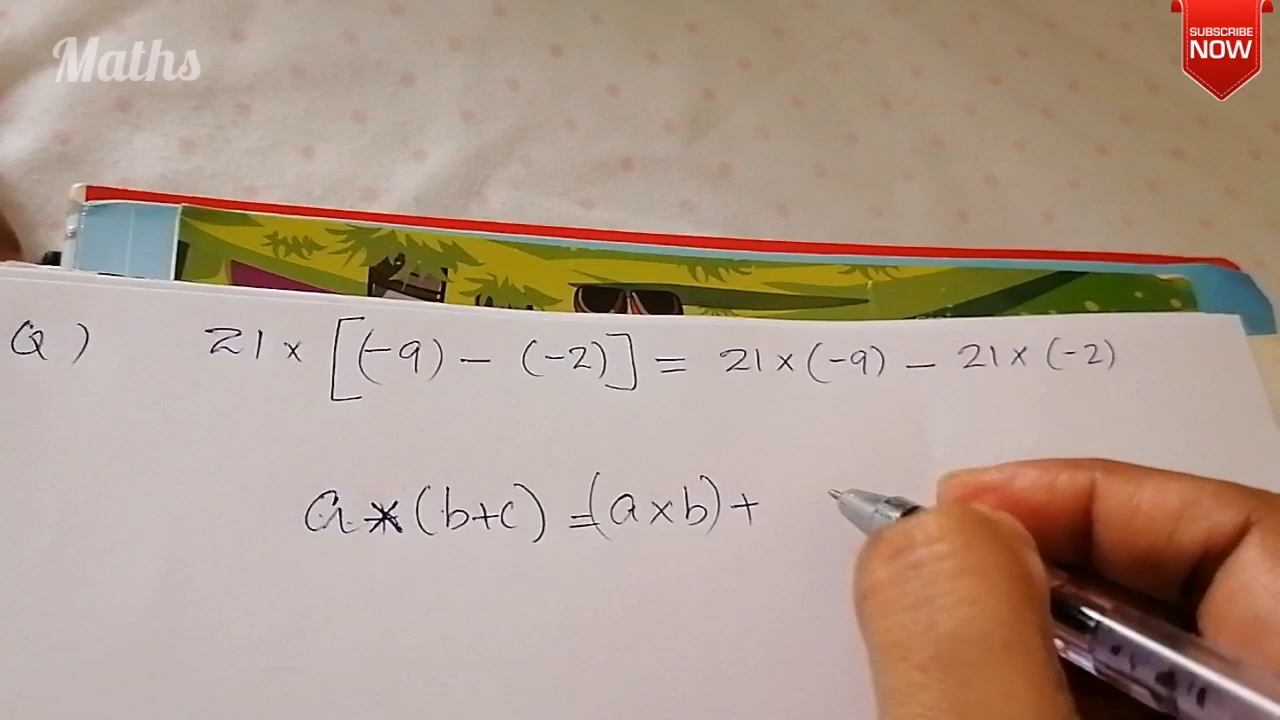 Maths
SUBSCRIBE
NOW
Q) 21 × [(-9) - (-2)] = 21 × (-9) - 21 × (-2)
a × (b+c) = (a × b) +